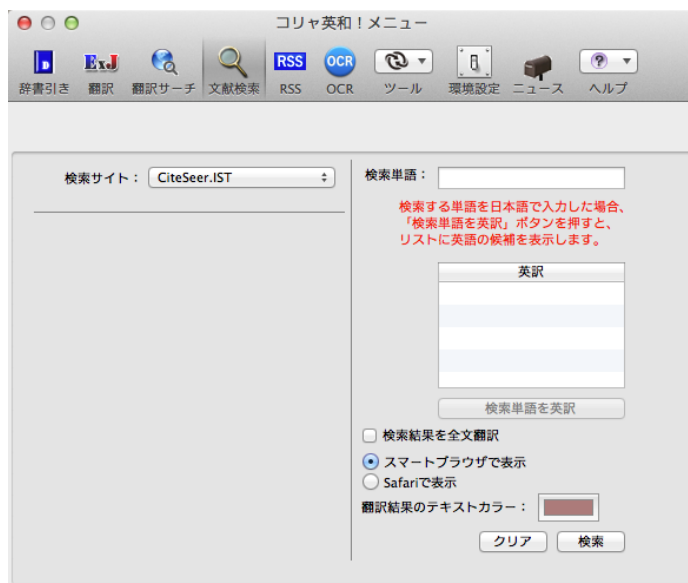 コリャ英和！メニュー
D ExJ RSS OCR ?
辞書引き 翻訳 翻訳サーチ 文献検索 RSS OCR ツール 環境設定 ニュース ヘルプ
検索サイト： CiteSeer.IST
検索単語：
検索する単語を日本語で入力した場合、
「検索単語を英訳」ボタンを押すと、
リストに英語の候補を表示します。
英訳
検索単語を英訳
検索結果を全文翻訳
スマートブラウザで表示
Safariで表示
翻訳結果のテキストカラー：
クリア 検索